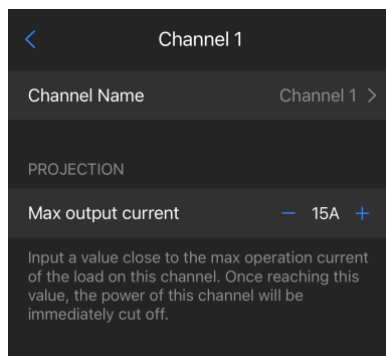 Channel 1
Channel Name Channel 1 >
PROJECTION
Max output current − 15A +
Input a value close to the max operation current
of the load on this channel. Once reaching this
value, the power of this channel will be
immediately cut off.